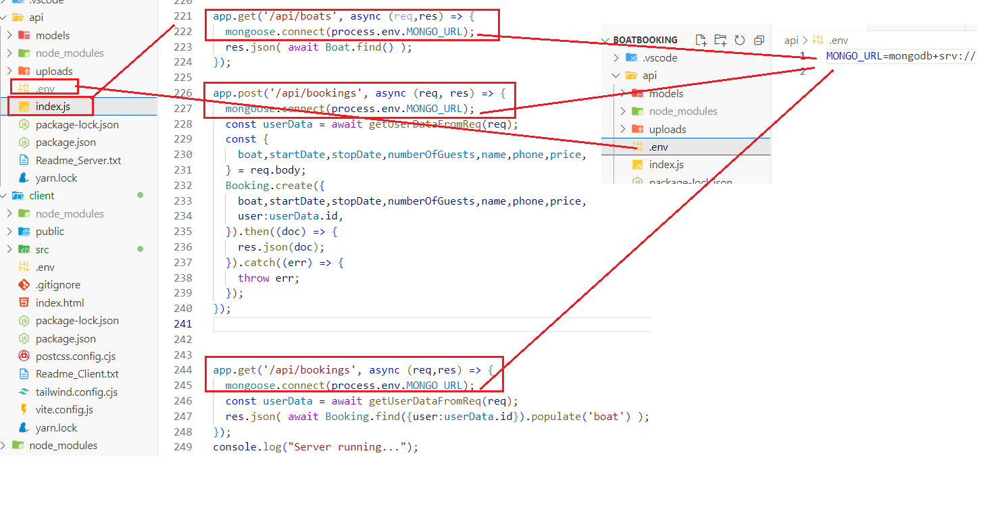 .vscode
api
models
node_modules
uploads
.env
index.js
package-lock.json
package.json
Readme_Server.txt
yarn.lock
client
node_modules
public
src
.env
.gitignore
index.html
package-lock.json
package.json
postcss.config.cjs
Readme_Client.txt
tailwind.config.cjs
vite.config.js
yarn.lock
node_modules
220
221 app.get('/api/boats', async (req,res) => {
222 mongoose.connect(process.env.MONGO_URL);
223 res.json( await Boat.find() );
224 });
225
226 app.post('/api/bookings', async (req, res) => {
227 mongoose.connect(process.env.MONGO_URL);
228 const userData = await getUserDataFromReq(req);
229 const {
230 boat,startDate,stopDate,numberOfGuests,name,phone,price,
231 } = req.body;
232 Booking.create({
233 boat,startDate,stopDate,numberOfGuests,name,phone,price,
234 user:userData.id,
235 }).then((doc) => {
236 res.json(doc);
237 }).catch((err) => {
238 throw err;
239 });
240 });
241
242
243
244 app.get('/api/bookings', async (req,res) => {
245 mongoose.connect(process.env.MONGO_URL);
246 const userData = await getUserDataFromReq(req);
247 res.json( await Booking.find({user:userData.id}).populate('boat') );
248 });
249 console.log("Server running...");
BOATBOOKING
.vscode
api
models
node_modules
uploads
.env
index.js
package-lock.json
api > .env
1 MONGO_URL=mongodb+srv://
2